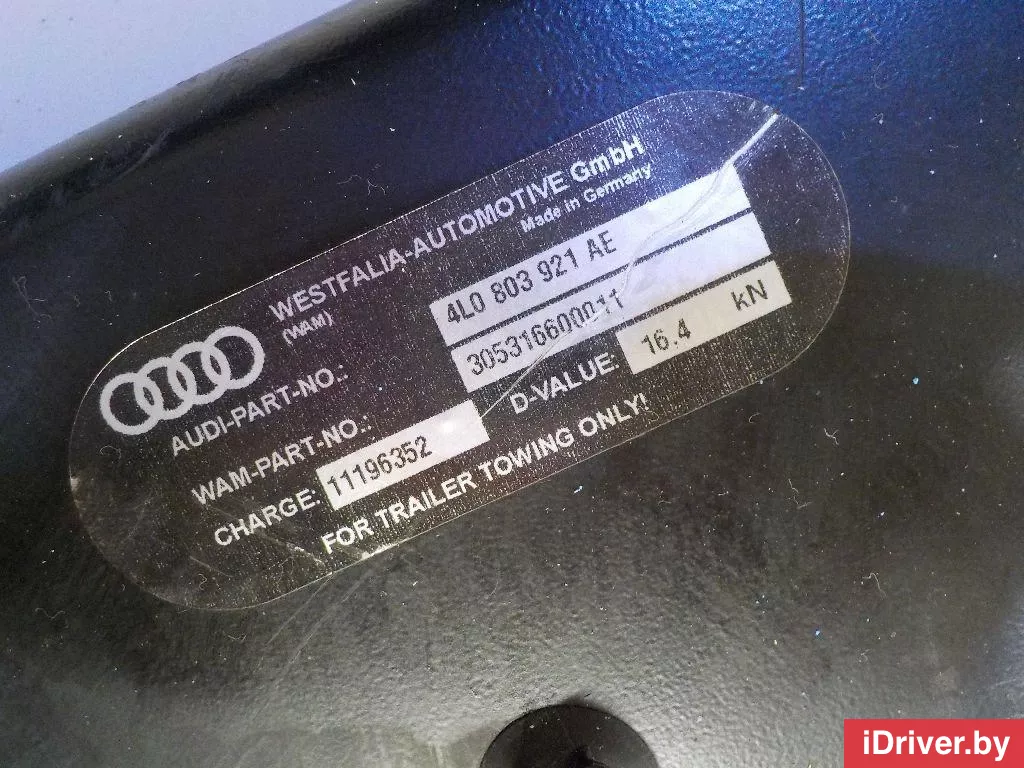 WESTFALIA-AUTOMOTIVE GmbH
(WAM)
Made in Germany
AUDI-PART-NO.: 4L0 803 921 AE
WAM-PART-NO.: 305316600011
CHARGE: 11196352 D-VALUE: 16.4 kN
FOR TRAILER TOWING ONLY!
iDriver.by